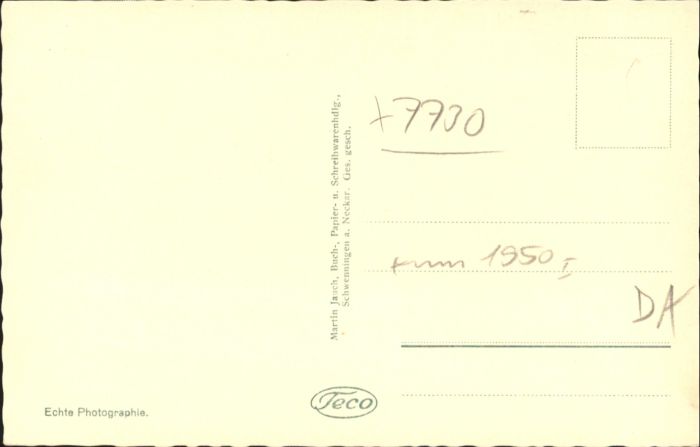 Martin Jauch, Buch-, Papier- u. Schreibwarenhdlg.,
Schwenningen a. Neckar. Ges. gesch.
+7730
+um 1950 I
DA
Teco
Echte Photographie.